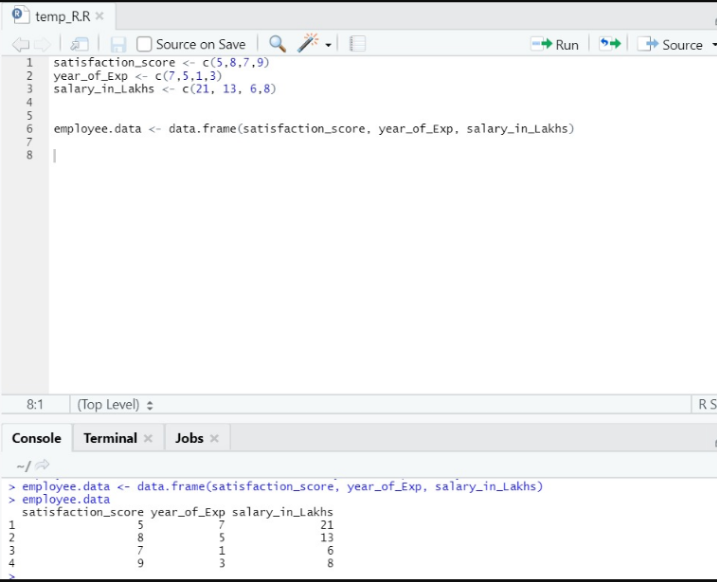 temp_R.R
Source on Save
Run
Source
1 satisfaction_score <- c(5,8,7,9)
2 year_of_Exp <- c(7,5,1,3)
3 salary_in_Lakhs <- c(21, 13, 6,8)
4
5
6 employee.data <- data.frame(satisfaction_score, year_of_Exp, salary_in_Lakhs)
7
8
8:1 (Top Level) R S
Console Terminal Jobs
~/
> employee.data <- data.frame(satisfaction_score, year_of_Exp, salary_in_Lakhs)
> employee.data
satisfaction_score year_of_Exp salary_in_Lakhs
1 5 7 21
2 8 5 13
3 7 1 6
4 9 3 8
>